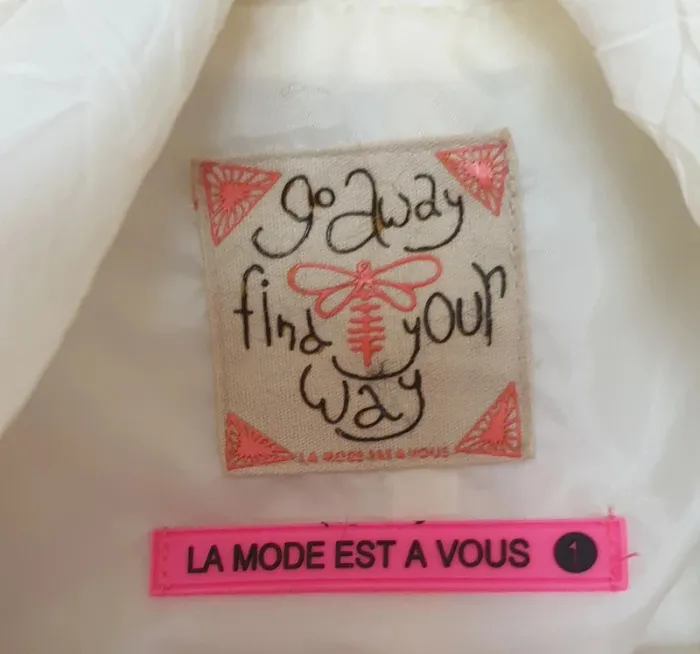 go away
find your
way
LA MODE EST A VOUS
LA MODE EST A VOUS 1